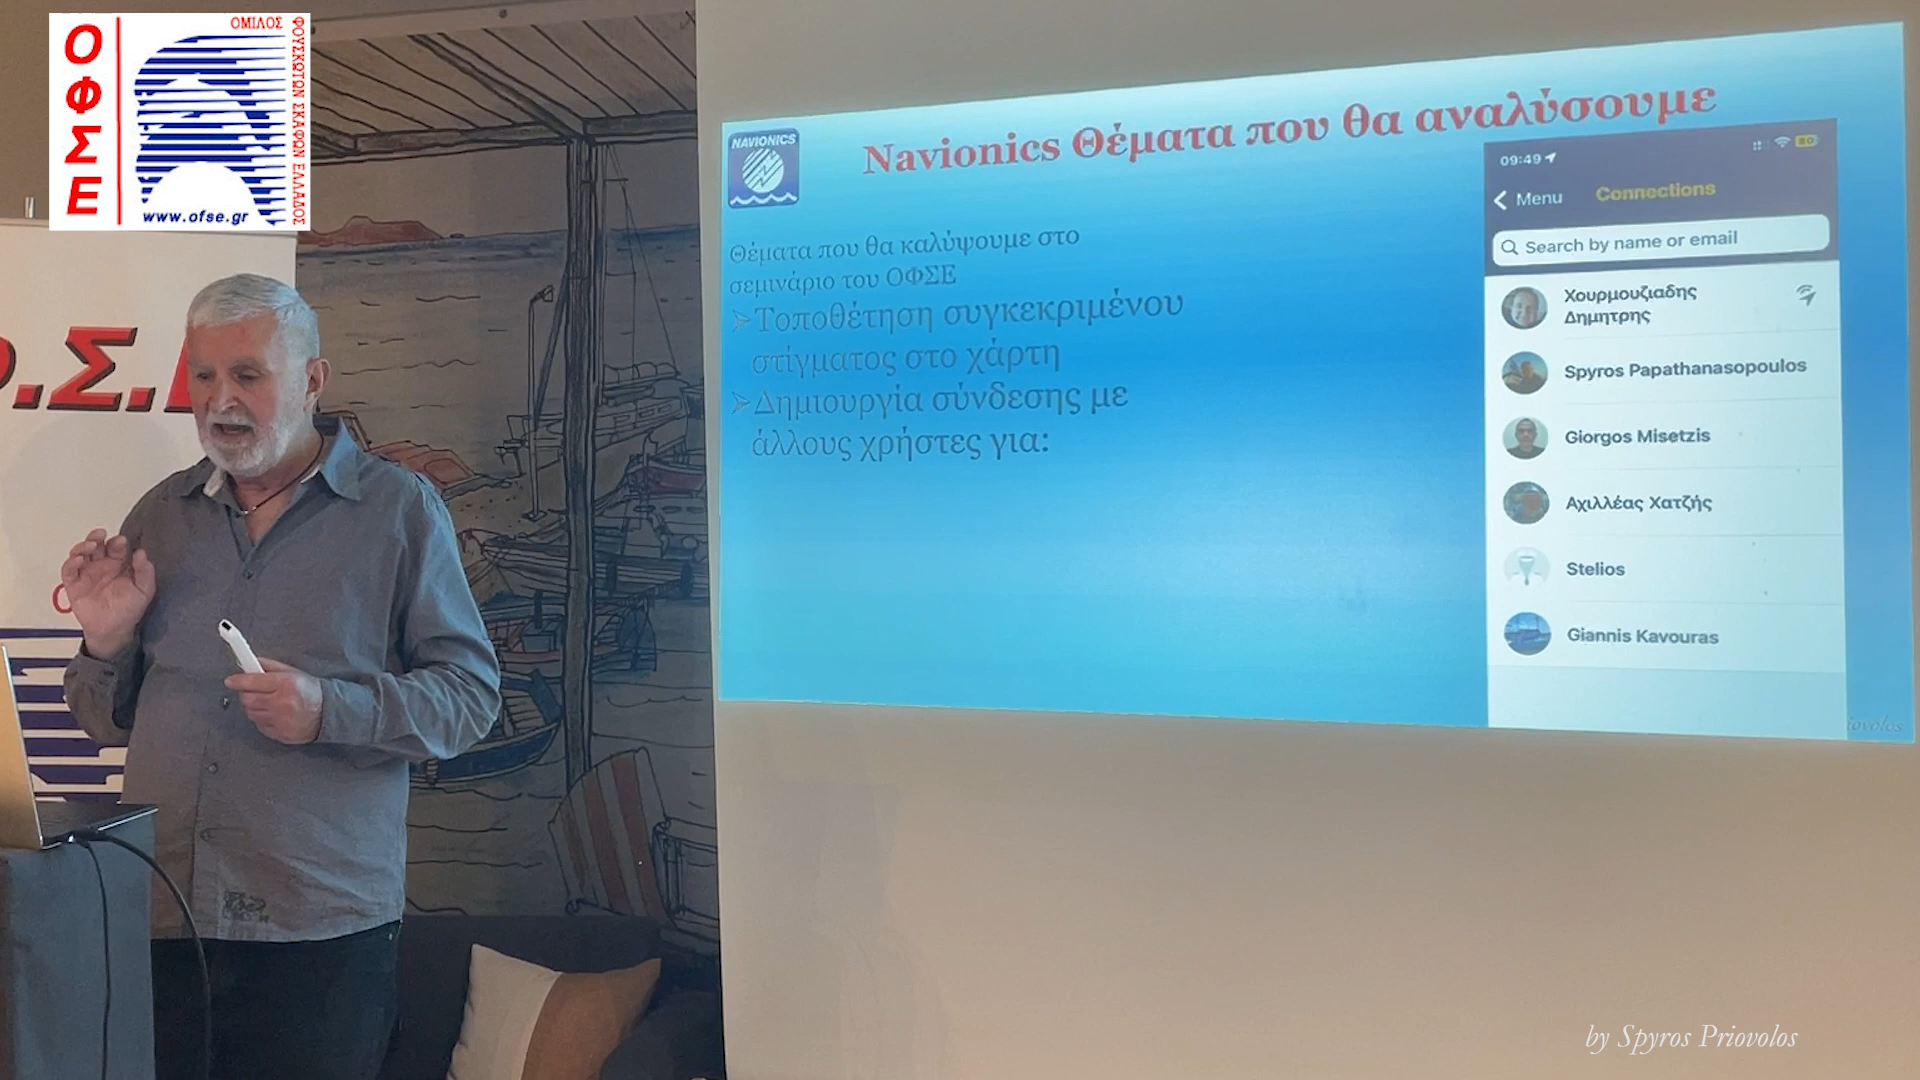 ΟΦΣΕ
ΟΜΙΛΟΣ
ΦΟΥΣΚΩΤΩΝ ΣΚΑΦΩΝ ΕΛΛΑΔΟΣ
www.ofse.gr
.Σ.
NAVIONICS
Navionics Θέματα που θα αναλύσουμε
Θέματα που θα καλύψουμε στο
σεμινάριο του ΟΦΣΕ
➢Τοποθέτηση συγκεκριμένου
στίγματος στο χάρτη
➢Δημιουργία σύνδεσης με
άλλους χρήστες για:
09:49
Menu
Connections
Search by name or email
Χουρμουζιαδης
Δημητρης
Spyros Papathanasopoulos
Giorgos Misetzis
Αχιλλέας Χατζής
Stelios
Giannis Kavouras
by Spyros Priovolos